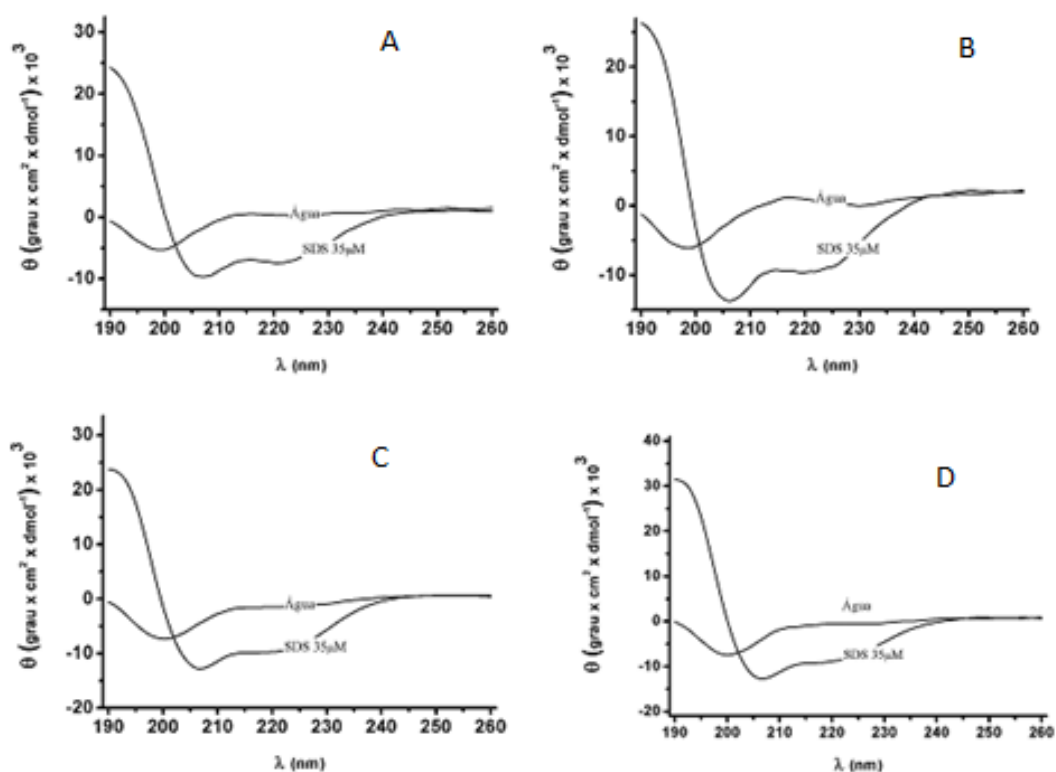 A
θ (grau x cm² x dmol⁻¹) x 10³
30
20
10
0
-10
Água
SDS 35µM
190 200 210 220 230 240 250 260
λ (nm)
B
θ (grau x cm² x dmol⁻¹) x 10³
20
10
0
-10
Água
SDS 35µM
190 200 210 220 230 240 250 260
λ (nm)
C
θ (grau x cm² x dmol⁻¹) x 10³
30
20
10
0
-10
-20
Água
SDS 35µM
190 200 210 220 230 240 250 260
λ (nm)
D
θ (grau x cm² x dmol⁻¹) x 10³
40
30
20
10
0
-10
-20
Água
SDS 35µM
190 200 210 220 230 240 250 260
λ (nm)